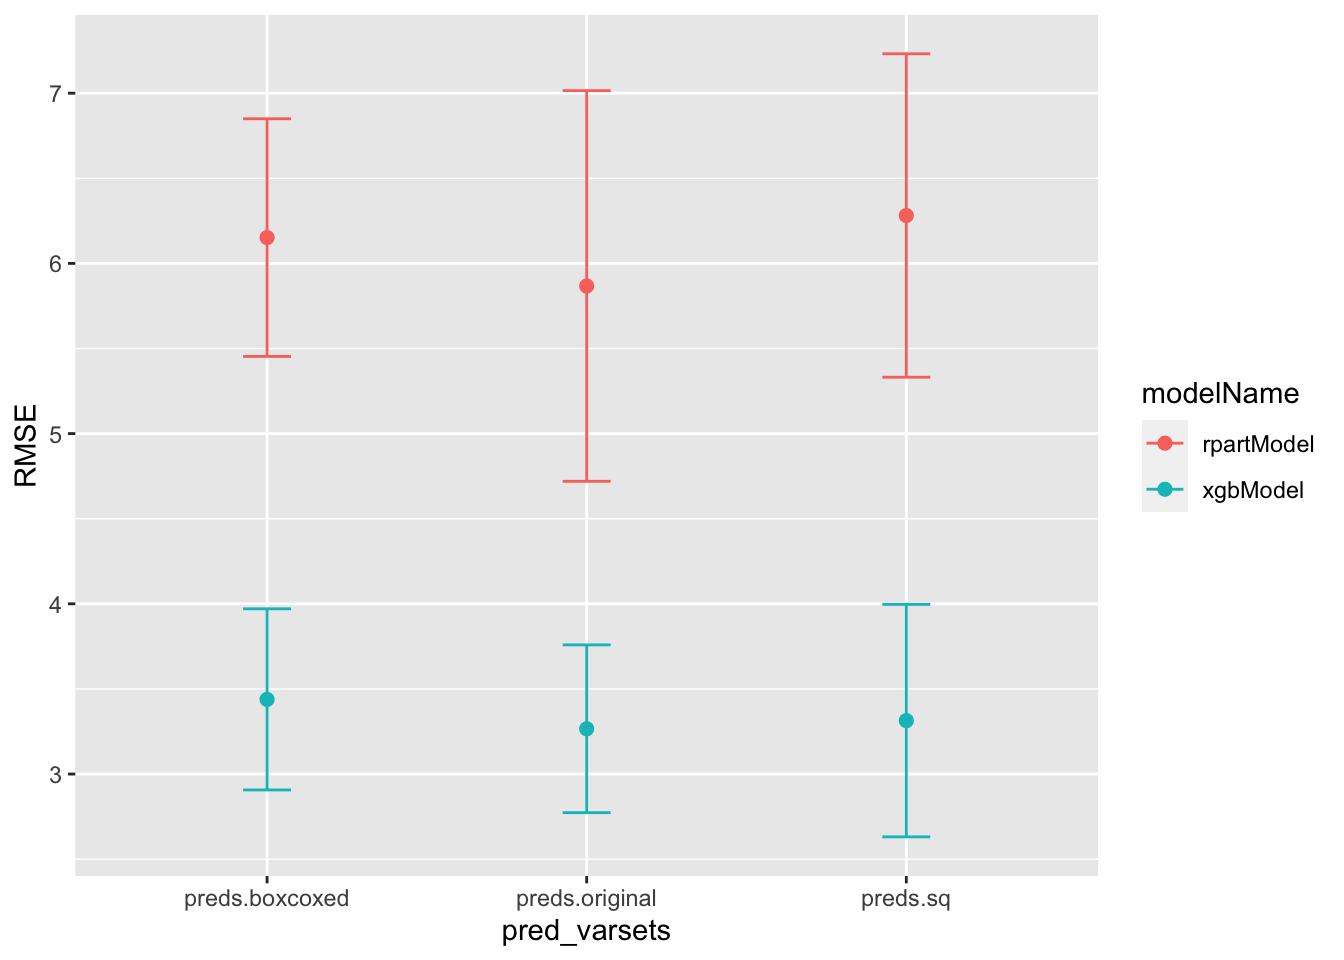 7
6
5
4
3
RMSE
preds.boxcoxed preds.original preds.sq
pred_varsets
modelName
rpartModel
xgbModel